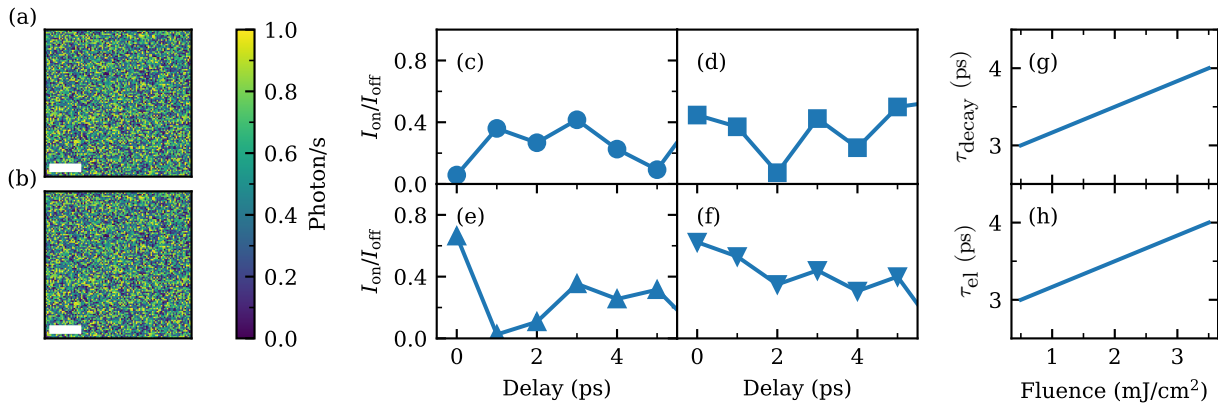 (a)
(b)
1.0
0.8
0.6
0.4
0.2
0.0
Photon/s
(c)
0.8
0.4
0.0
I_on/I_off
(d)
(e)
0.8
0.4
0.0
I_on/I_off
0 2 4
Delay (ps)
(f)
0 2 4
Delay (ps)
(g)
4
3
τ_decay (ps)
(h)
4
3
τ_el (ps)
1 2 3
Fluence (mJ/cm²)